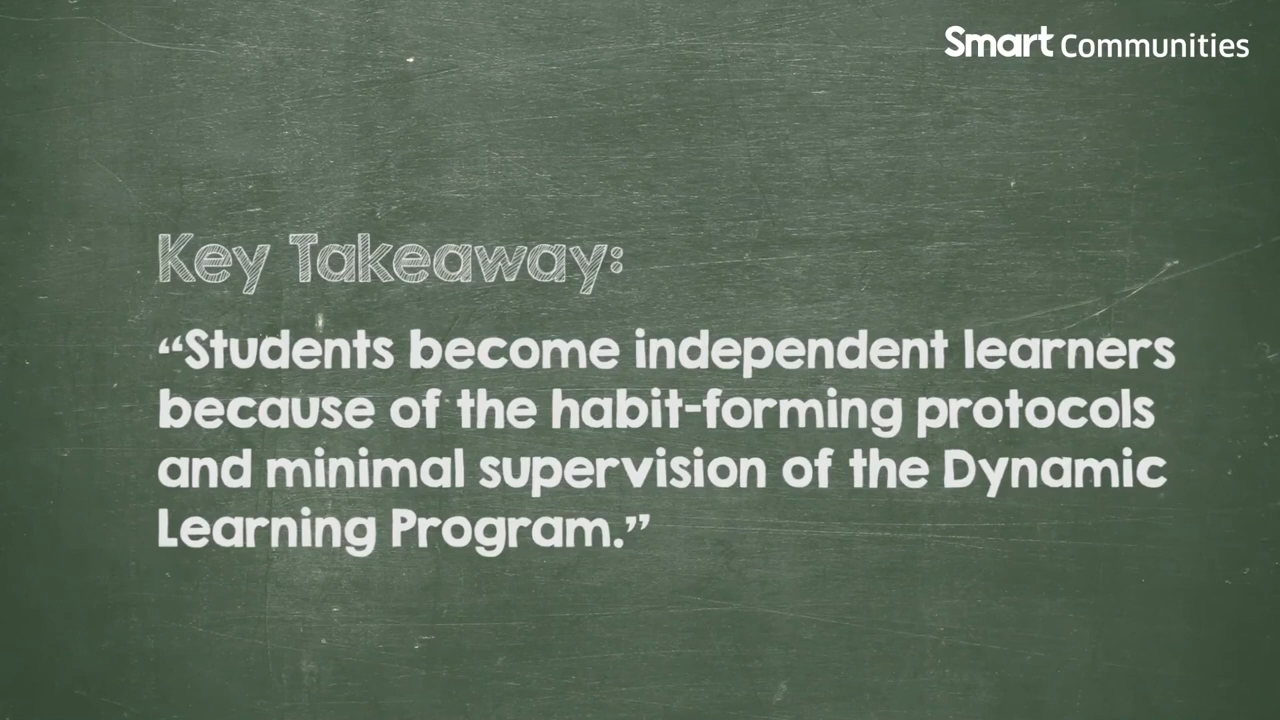 Smart Communities
Key Takeaway:
“Students become independent learners
because of the habit-forming protocols
and minimal supervision of the Dynamic
Learning Program.”